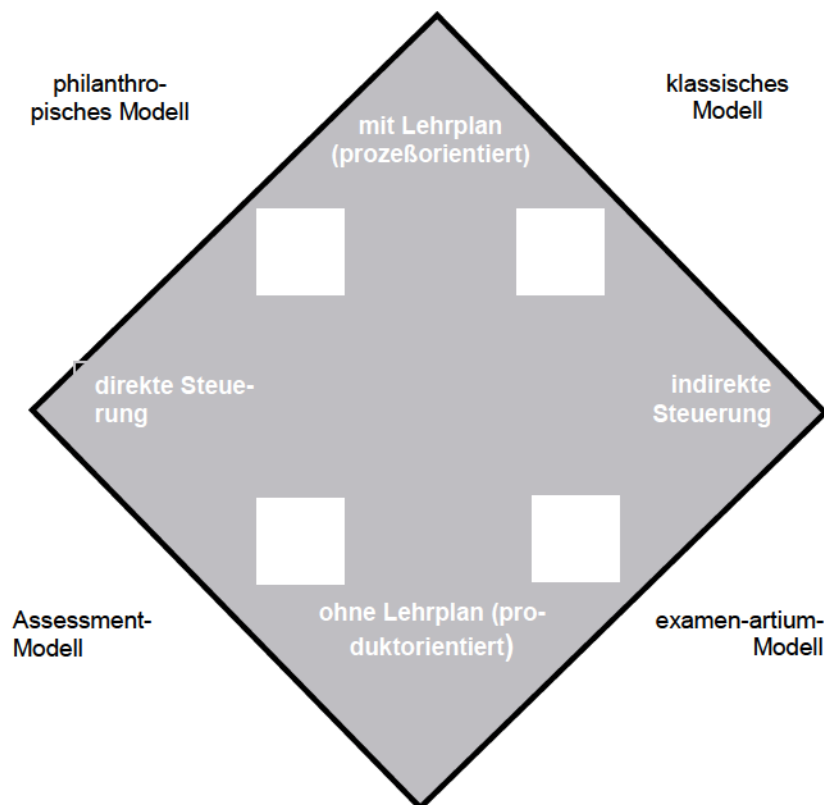 philanthro-
pisches Modell
klassisches
Modell
mit Lehrplan
(prozeßorientiert)
direkte Steue-
rung
indirekte
Steuerung
Assessment-
Modell
ohne Lehrplan (pro-
duktorientiert)
examen-artium-
Modell